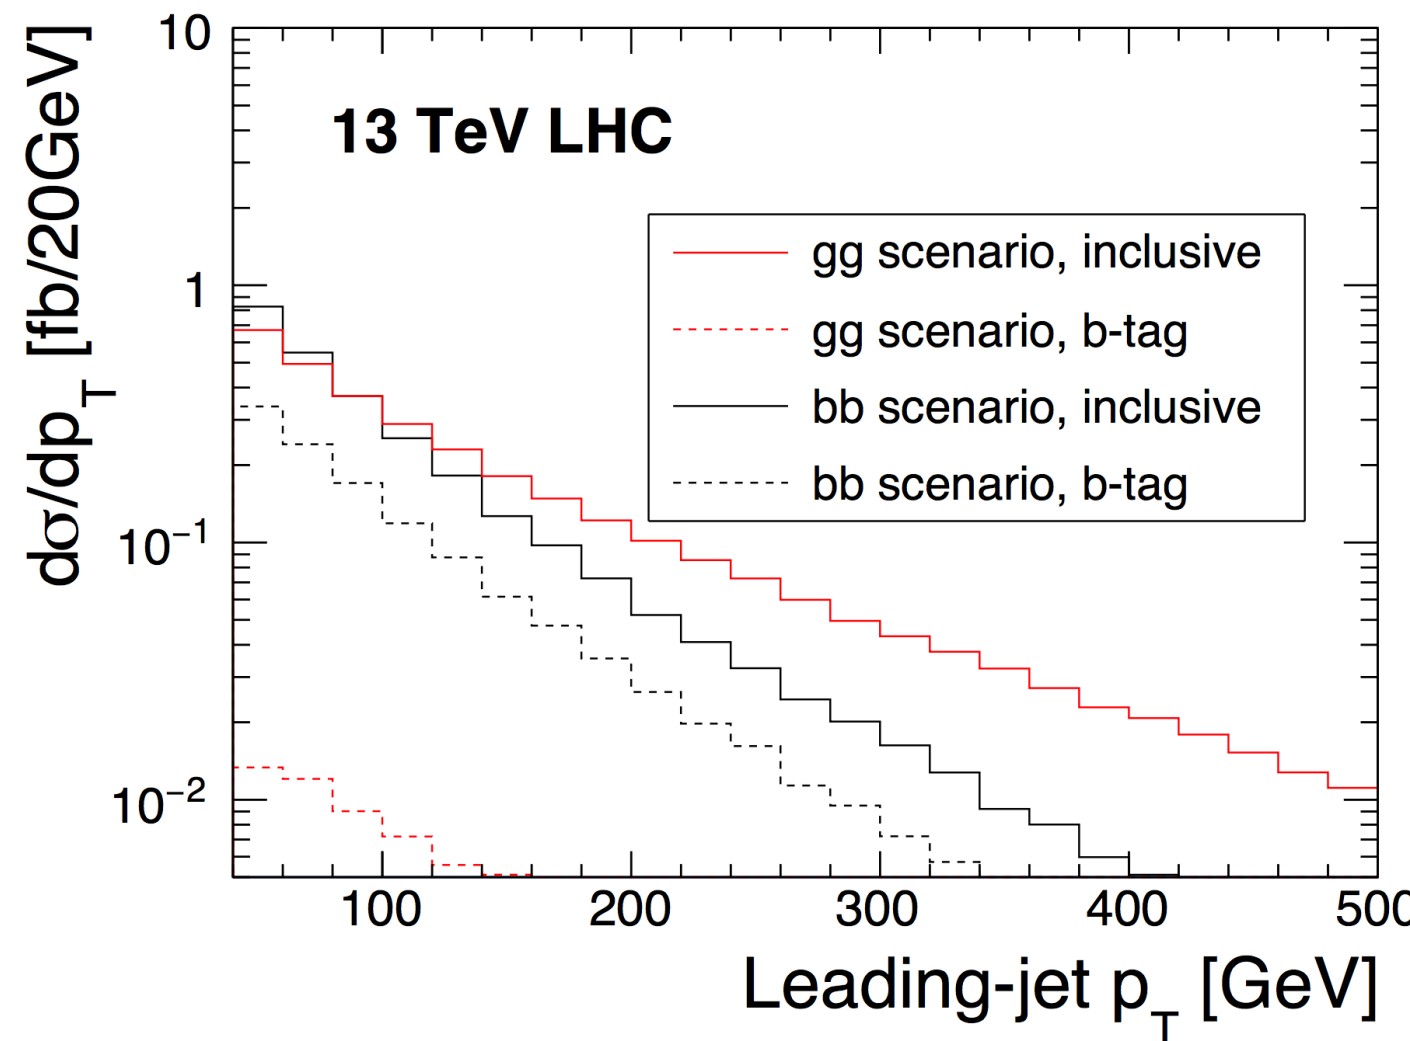 dσ/dp_T [fb/20GeV]
10
1
10⁻¹
10⁻²
13 TeV LHC
gg scenario, inclusive
gg scenario, b-tag
bb scenario, inclusive
bb scenario, b-tag
100 200 300 400 500
Leading-jet p_T [GeV]